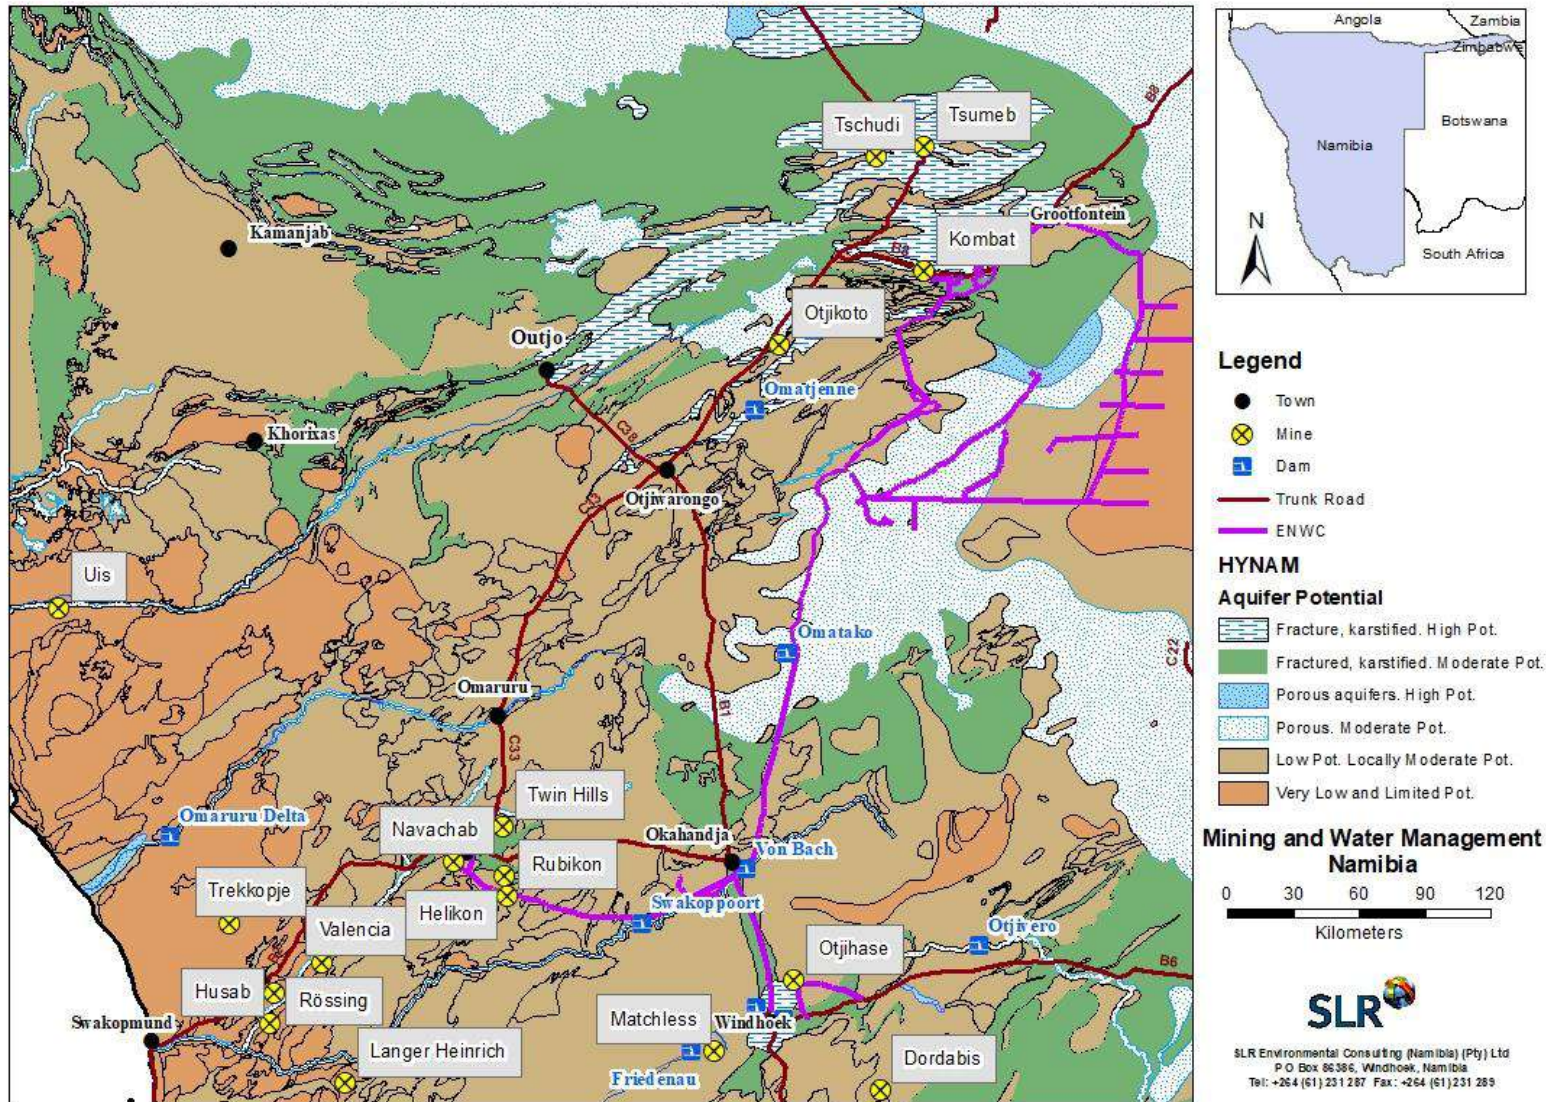 Tschudi
Tsumeb
B8
Grootfontein
Kamanjab
Kombat
B8
Otjikoto
Outjo
Omatjenne
C38
Khorixas
Otjiwarongo
C33
Uis
Omatako
C22
Omaruru
B1
C33
Twin Hills
Omaruru Delta
Navachab
Okahandja
Von Bach
Rubikon
Trekkopje
Helikon
Swakoppoort
Valencia
Otjivero
Otjihase
B6
Husab
Rössing
Swakopmund
Matchless
Windhoek
Langer Heinrich
Dordabis
Friedenau
Angola
Zambia
Zimbabwe
Botswana
Namibia
N
South Africa
Legend
Town
Mine
Dam
Trunk Road
ENWC
HYNAM
Aquifer Potential
Fracture, karstified. High Pot.
Fractured, karstified. Moderate Pot.
Porous aquifers. High Pot.
Porous. Moderate Pot.
Low Pot. Locally Moderate Pot.
Very Low and Limited Pot.
Mining and Water Management
Namibia
0 30 60 90 120
Kilometers
SLR
SLR Environmental Consulting (Namibia) (Pty) Ltd
P O Box 86386, Windhoek, Namibia
Tel: +264 (61) 231 287 Fax: +264 (61) 231 289